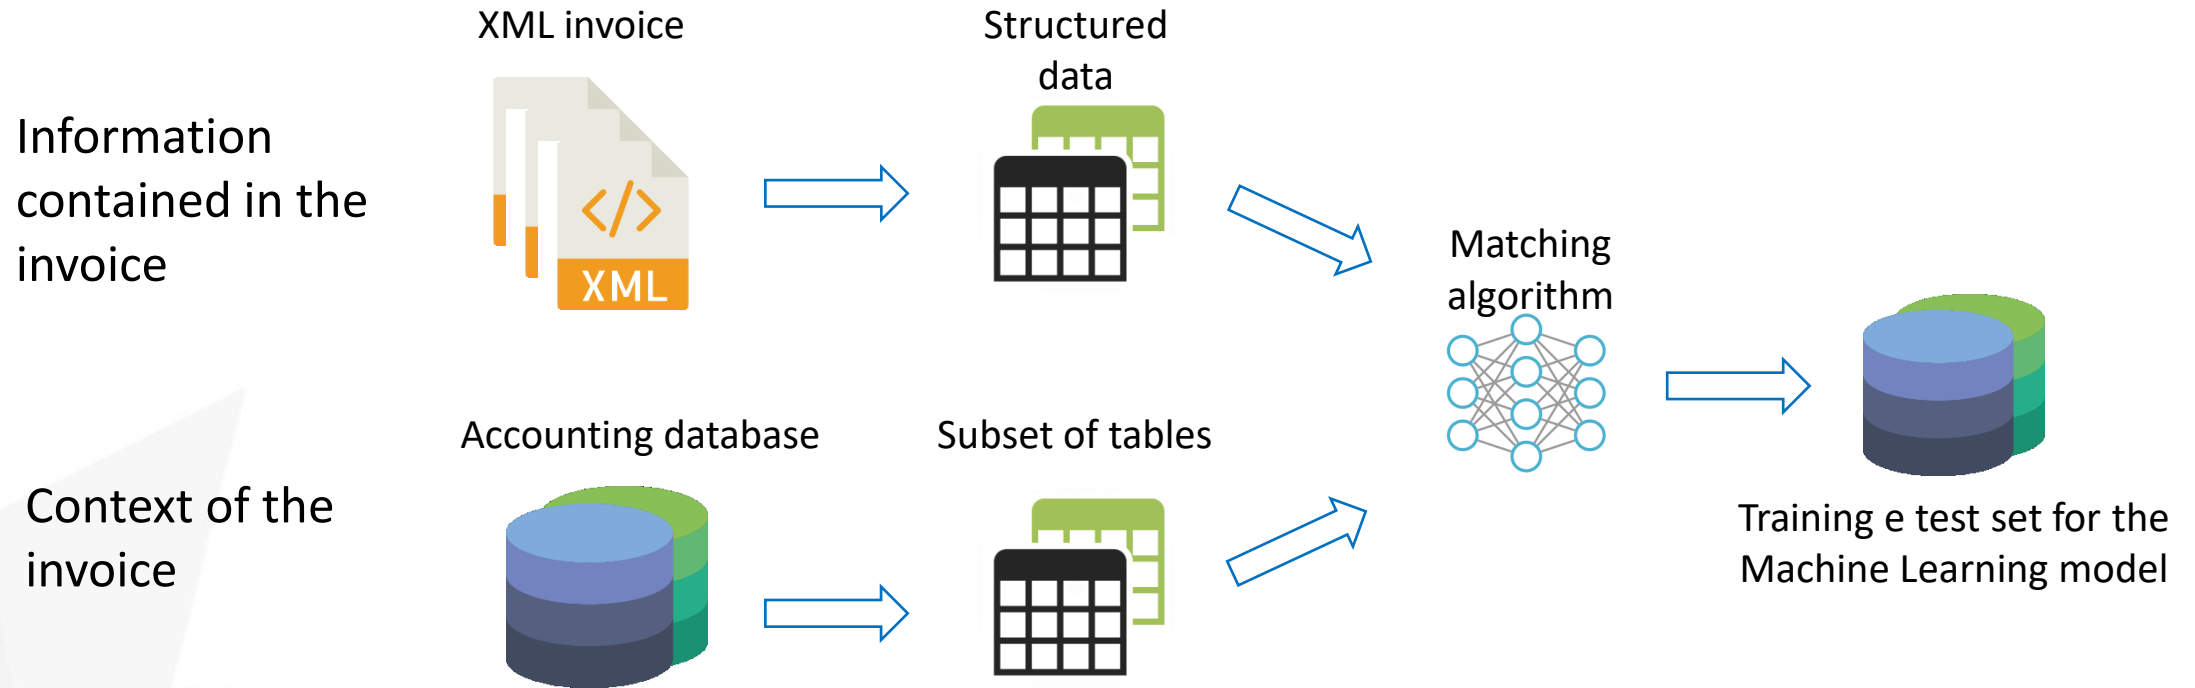 XML invoice
Structured
data
Information
contained in the
invoice
</>
XML
Matching
algorithm
Accounting database
Subset of tables
Context of the
invoice
Training e test set for the
Machine Learning model